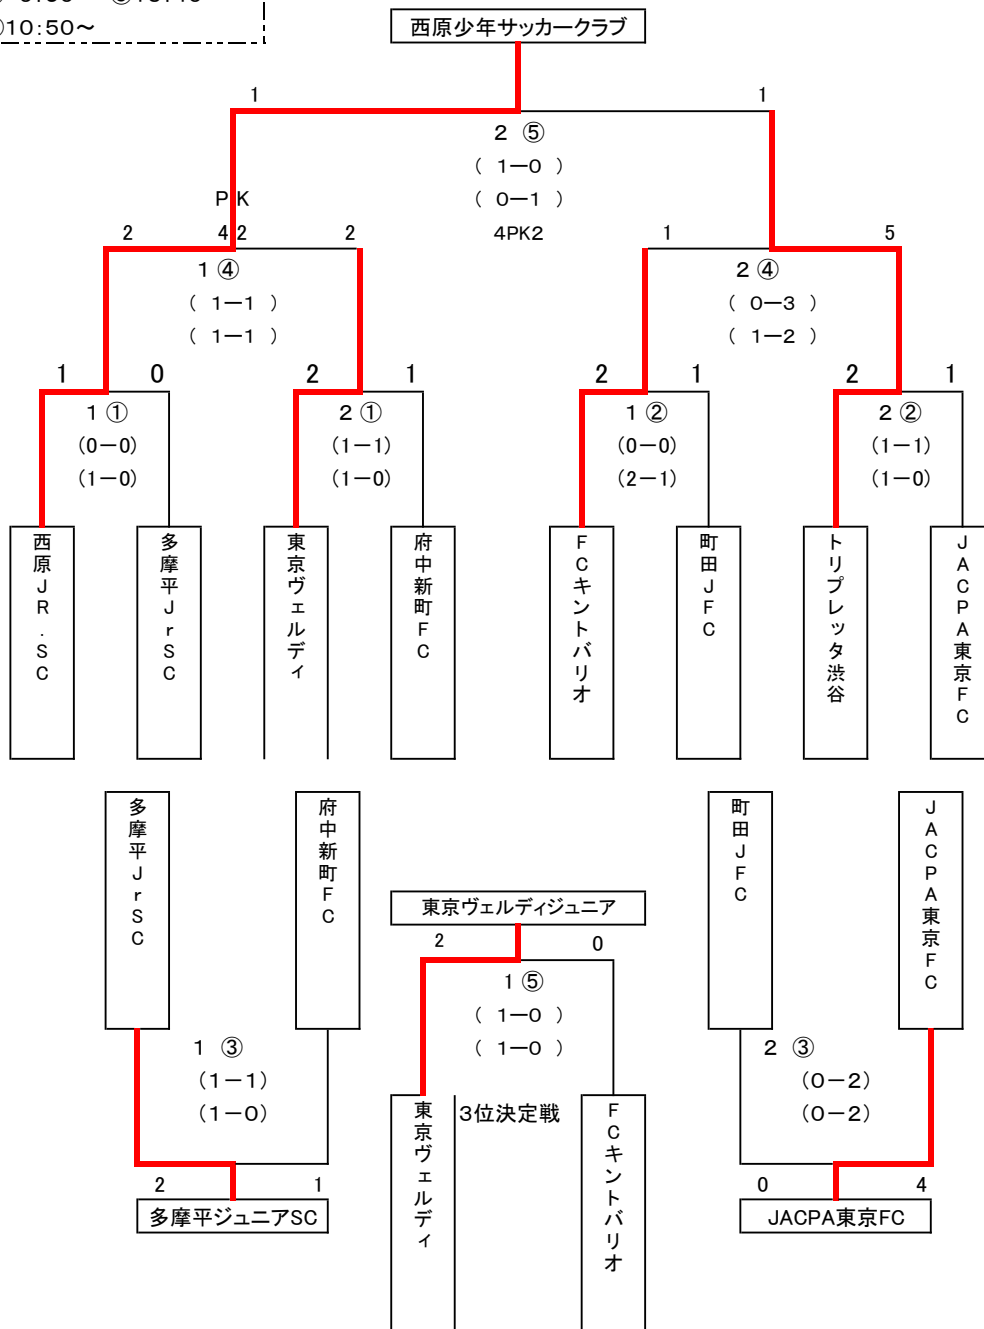 ②10:50～
西原少年サッカークラブ
1 1
2 ⑤
( 1－0 )
( 0－1 )
PK
2 4 2 2 4PK2 1 5
1 ④ 2 ④
( 1－1 ) ( 0－3 )
( 1－1 ) ( 1－2 )
1 0 2 1 2 1 2 1
1 ① 2 ① 1 ② 2 ②
(0－0) (1－1) (0－0) (1－1)
(1－0) (1－0) (2－1) (1－0)
西原JR.SC
多摩平JrSC
東京ヴェルディ
府中新町FC
FCキントバリオ
町田JFC
トリプレッタ渋谷
JACPA東京FC
多摩平JrSC
府中新町FC
町田JFC
JACPA東京FC
東京ヴェルディジュニア
2 0
1 ⑤
( 1－0 )
( 1－0 )
1 ③ 2 ③
(1－1) (0－2)
(1－0) (0－2)
東京ヴェルディ
3位決定戦
FCキントバリオ
2 1 0 4
多摩平ジュニアSC JACPA東京FC